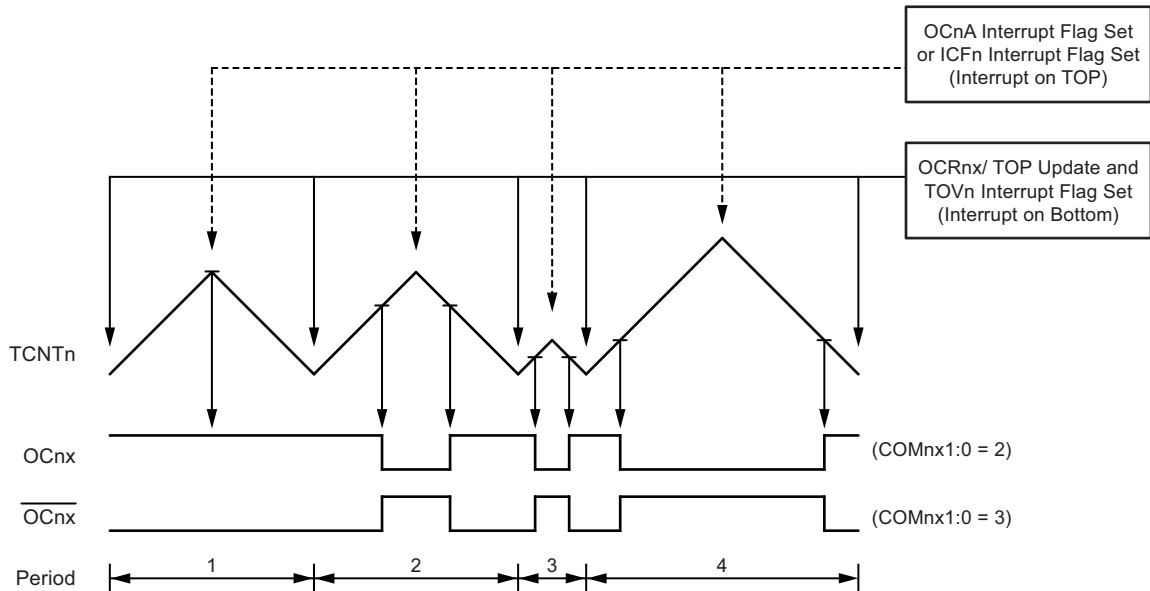 OCnA Interrupt Flag Set
or ICFn Interrupt Flag Set
(Interrupt on TOP)
OCRnx/ TOP Update and
TOVn Interrupt Flag Set
(Interrupt on Bottom)
TCNTn
OCnx
(COMnx1:0 = 2)
OCnx
(COMnx1:0 = 3)
Period
1
2
3
4